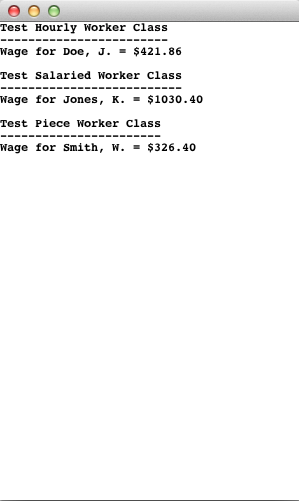 Test Hourly Worker Class
------------------------
Wage for Doe, J. = $421.86
Test Salaried Worker Class
--------------------------
Wage for Jones, K. = $1030.40
Test Piece Worker Class
-----------------------
Wage for Smith, W. = $326.40